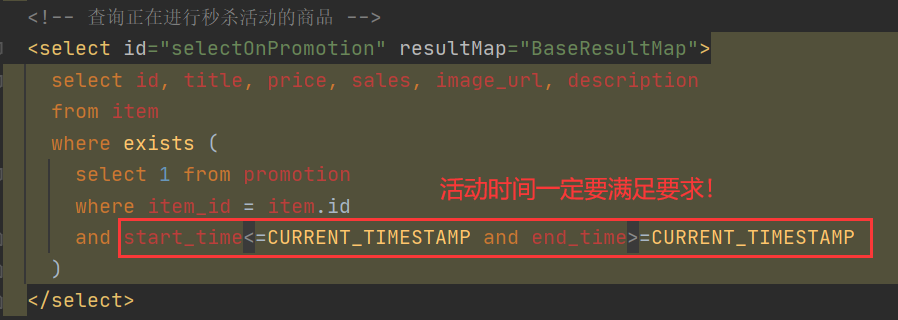 <!-- 查询正在进行秒杀活动的商品 -->
<select id="selectOnPromotion" resultMap="BaseResultMap">
select id, title, price, sales, image_url, description
from item
where exists (
select 1 from promotion
活动时间一定要满足要求！
where item_id = item.id
and start_time<=CURRENT_TIMESTAMP and end_time>=CURRENT_TIMESTAMP
)
</select>